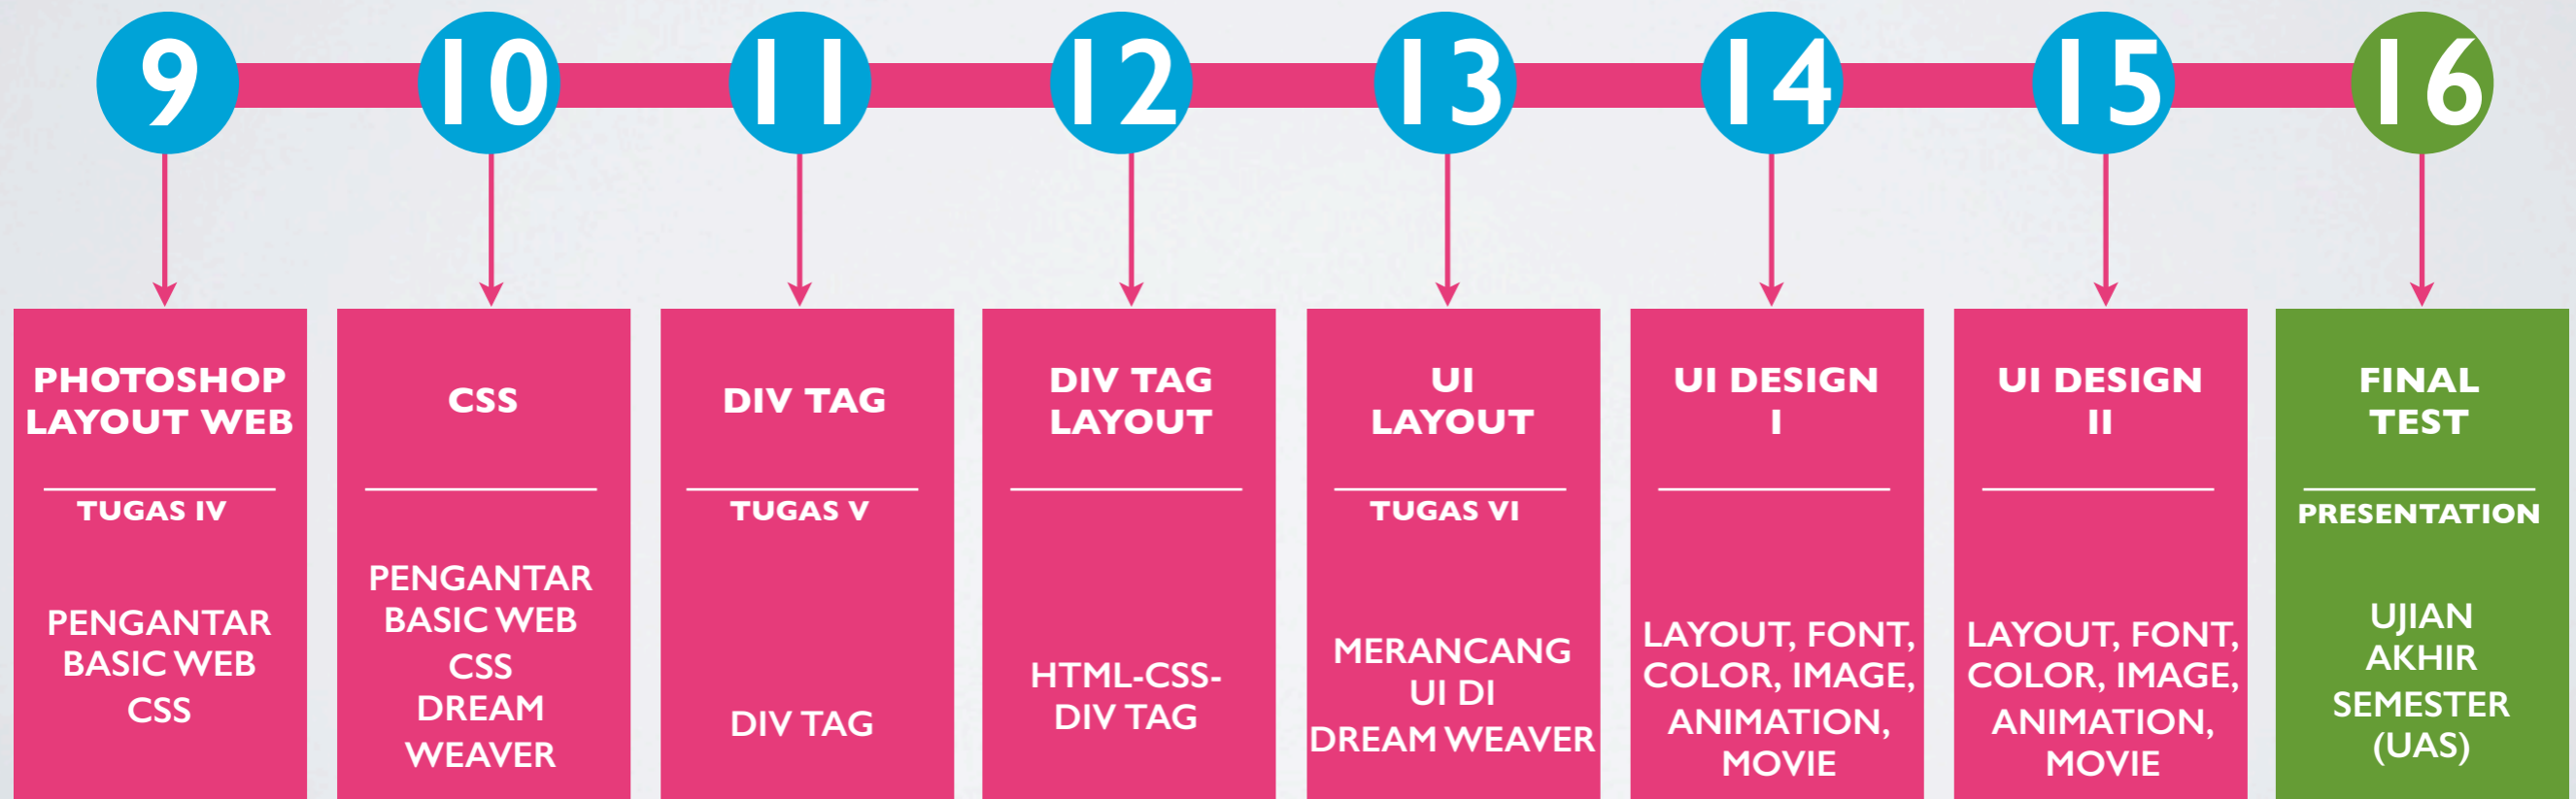 9
10
11
12
13
14
15
16
PHOTOSHOP
LAYOUT WEB
TUGAS IV
PENGANTAR
BASIC WEB
CSS
CSS
PENGANTAR
BASIC WEB
CSS
DREAM
WEAVER
DIV TAG
TUGAS V
DIV TAG
DIV TAG
LAYOUT
HTML-CSS-
DIV TAG
UI
LAYOUT
TUGAS VI
MERANCANG
UI DI
DREAM WEAVER
UI DESIGN
I
LAYOUT, FONT,
COLOR, IMAGE,
ANIMATION,
MOVIE
UI DESIGN
II
LAYOUT, FONT,
COLOR, IMAGE,
ANIMATION,
MOVIE
FINAL
TEST
PRESENTATION
UJIAN
AKHIR
SEMESTER
(UAS)